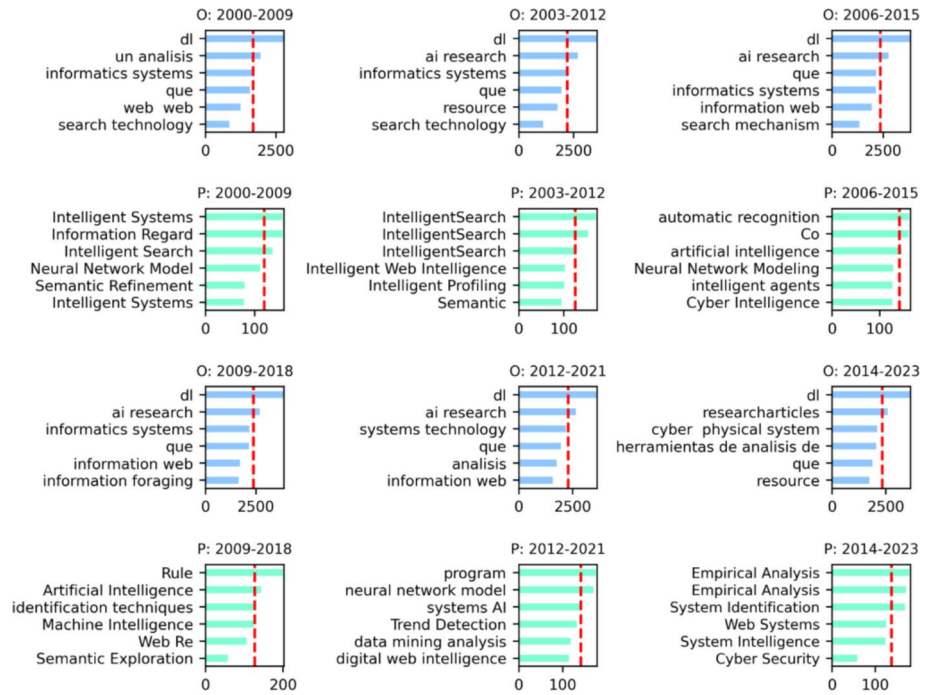 O: 2000-2009
dl
un analisis
informatics systems
que
web  web
search technology
0 2500
O: 2003-2012
dl
ai research
informatics systems
que
resource
search technology
0 2500
O: 2006-2015
dl
ai research
que
informatics systems
information web
search mechanism
0 2500
P: 2000-2009
Intelligent Systems
Information Regard
Intelligent Search
Neural Network Model
Semantic Refinement
Intelligent Systems
0 100
P: 2003-2012
IntelligentSearch
IntelligentSearch
IntelligentSearch
Intelligent Web Intelligence
Intelligent Profiling
Semantic
0 100
P: 2006-2015
automatic recognition
Co
artificial intelligence
Neural Network Modeling
intelligent agents
Cyber Intelligence
0 100
O: 2009-2018
dl
ai research
informatics systems
que
information web
information foraging
0 2500
O: 2012-2021
dl
ai research
systems technology
que
analisis
information web
0 2500
O: 2014-2023
dl
researcharticles
cyber  physical system
herramientas de analisis de
que
resource
0 2500
P: 2009-2018
Rule
Artificial Intelligence
identification techniques
Machine Intelligence
Web Re
Semantic Exploration
0 200
P: 2012-2021
program
neural network model
systems AI
Trend Detection
data mining analysis
digital web intelligence
0 100
P: 2014-2023
Empirical Analysis
Empirical Analysis
System Identification
Web Systems
System Intelligence
Cyber Security
0 100